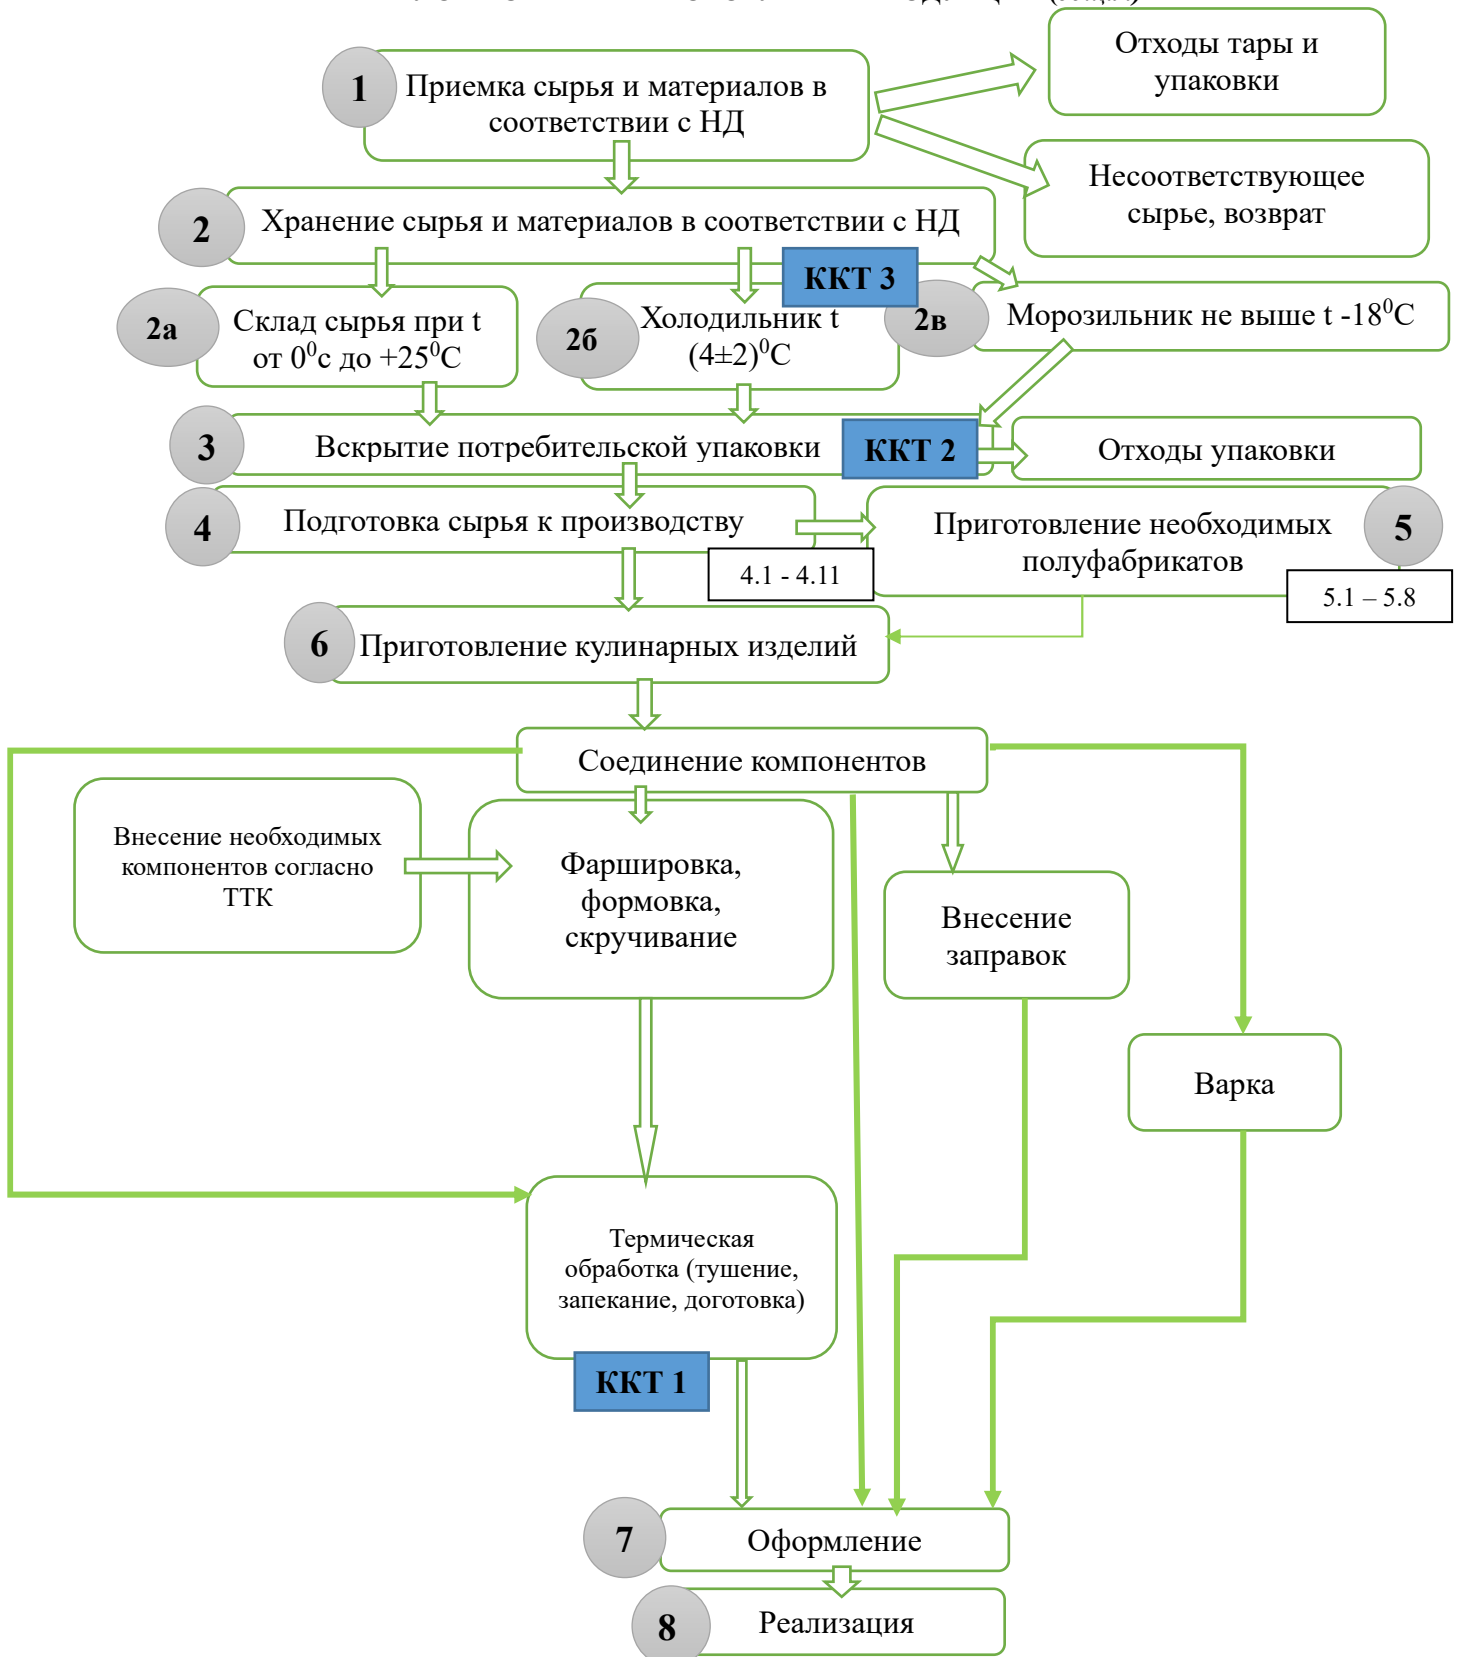 (общая)
Отходы тары и
упаковки
1
Приемка сырья и материалов в
соответствии с НД
Несоответствующее
сырье, возврат
2
Хранение сырья и материалов в соответствии с НД
ККТ 3
2а
Склад сырья при t
от 0⁰с до +25⁰С
2б
Холодильник t
(4±2)⁰С
2в
Морозильник не выше t -18⁰С
3
Вскрытие потребительской упаковки
ККТ 2
Отходы упаковки
4
Подготовка сырья к производству
4.1 - 4.11
Приготовление необходимых
полуфабрикатов
5
5.1 – 5.8
6
Приготовление кулинарных изделий
Соединение компонентов
Внесение необходимых
компонентов согласно
ТТК
Фаршировка,
формовка,
скручивание
Внесение
заправок
Варка
Термическая
обработка (тушение,
запекание, доготовка)
ККТ 1
7
Оформление
8
Реализация